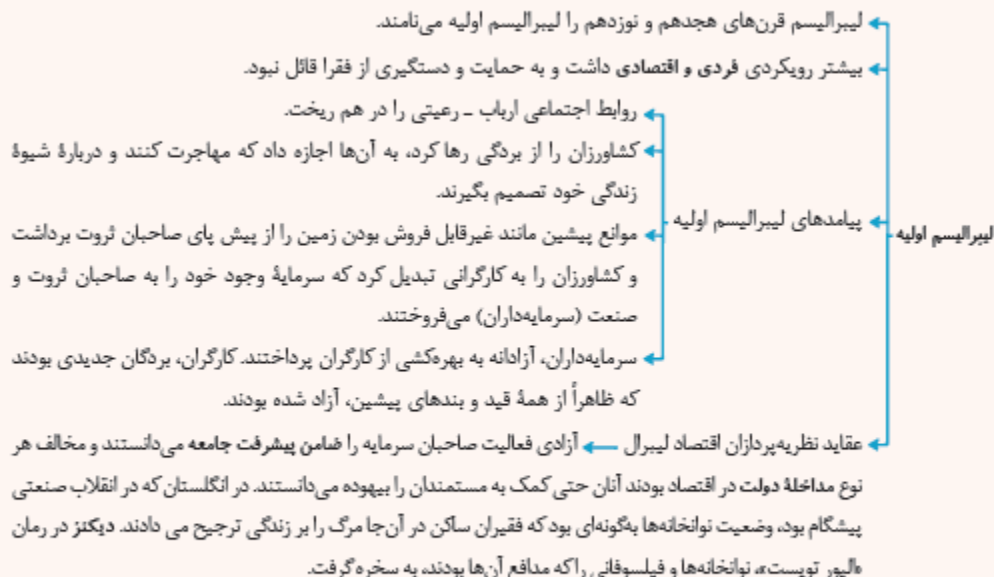 لیبرالیسم قرن‌های هجدهم و نوزدهم را لیبرالیسم اولیه می‌نامند.
بیشتر رویکردی فردی و اقتصادی داشت و به حمایت و دستگیری از فقرا قائل نبود.
روابط اجتماعی ارباب ـ رعیتی را در هم ریخت.
کشاورزان را از بردگی رها کرد، به آن‌ها اجازه داد که مهاجرت کنند و دربارۀ شیوۀ
زندگی خود تصمیم بگیرند.
لیبرالیسم اولیه
پیامدهای لیبرالیسم اولیه
موانع پیشین مانند غیرقابل فروش بودن زمین را از پیش پای صاحبان ثروت برداشت
و کشاورزان را به کارگرانی تبدیل کرد که سرمایۀ وجود خود را به صاحبان ثروت و
صنعت (سرمایه‌داران) می‌فروختند.
سرمایه‌داران، آزادانه به بهره‌کشی از کارگران پرداختند. کارگران، بردگان جدیدی بودند
که ظاهراً از همۀ قید و بندهای پیشین، آزاد شده بودند.
عقاید نظریه‌پردازان اقتصاد لیبرال ← آزادی فعالیت صاحبان سرمایه را ضامن پیشرفت جامعه می‌دانستند و مخالف هر
نوع مداخلۀ دولت در اقتصاد بودند آنان حتی کمک به مستمندان را بیهوده می‌دانستند. در انگلستان که در انقلاب صنعتی
پیشگام بود، وضعیت نوانخانه‌ها به‌گونه‌ای بود که فقیران ساکن در آن‌جا مرگ را بر زندگی ترجیح می دادند. دیکنز در رمان
«الیور تویست»، نوانخانه‌ها و فیلسوفانی راکه مدافع آن‌ها بودند، به سخره گرفت.